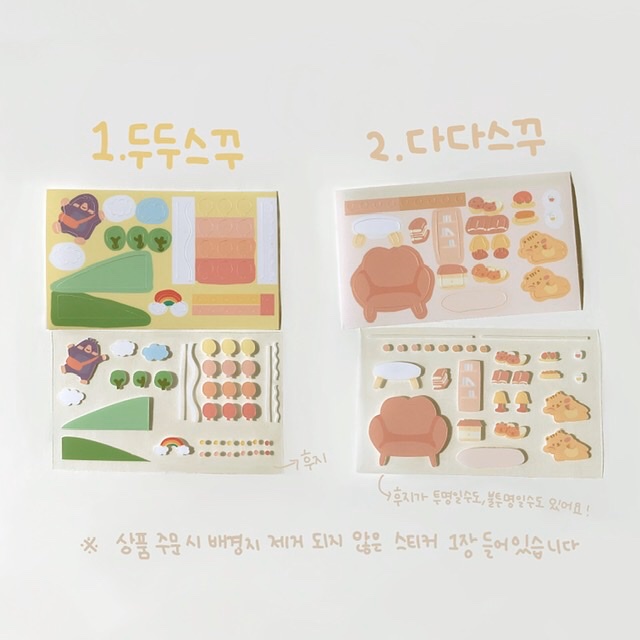 1.두두스꾸
2.다다스꾸
후지
후지가 투명일수도, 불투명일수도 있어요!
※ 상품 주문 시 배경지 제거 되지 않은 스티커 1장 들어있습니다